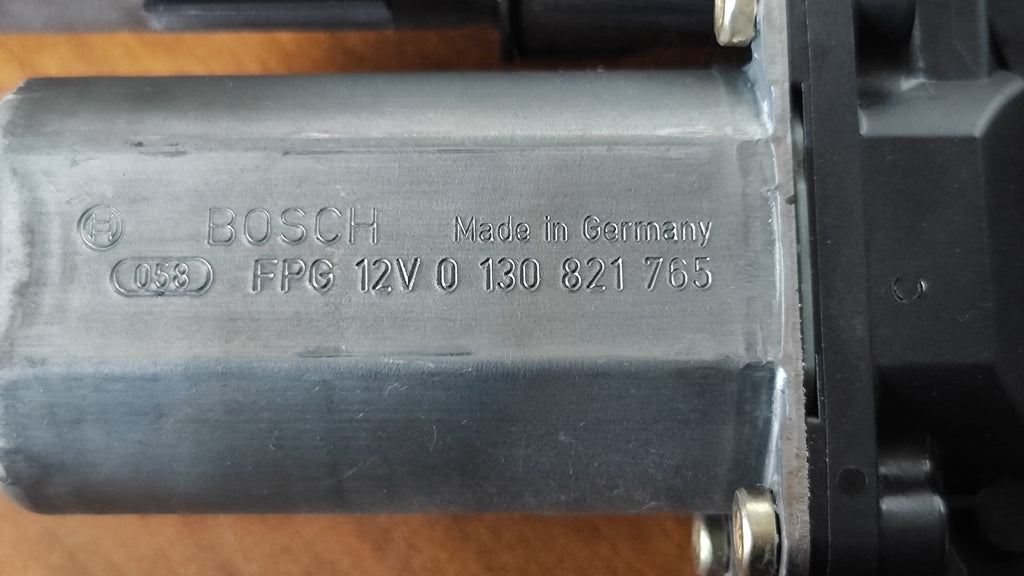 BOSCH Made in Germany
058 FPG 12V 0 130 821 765